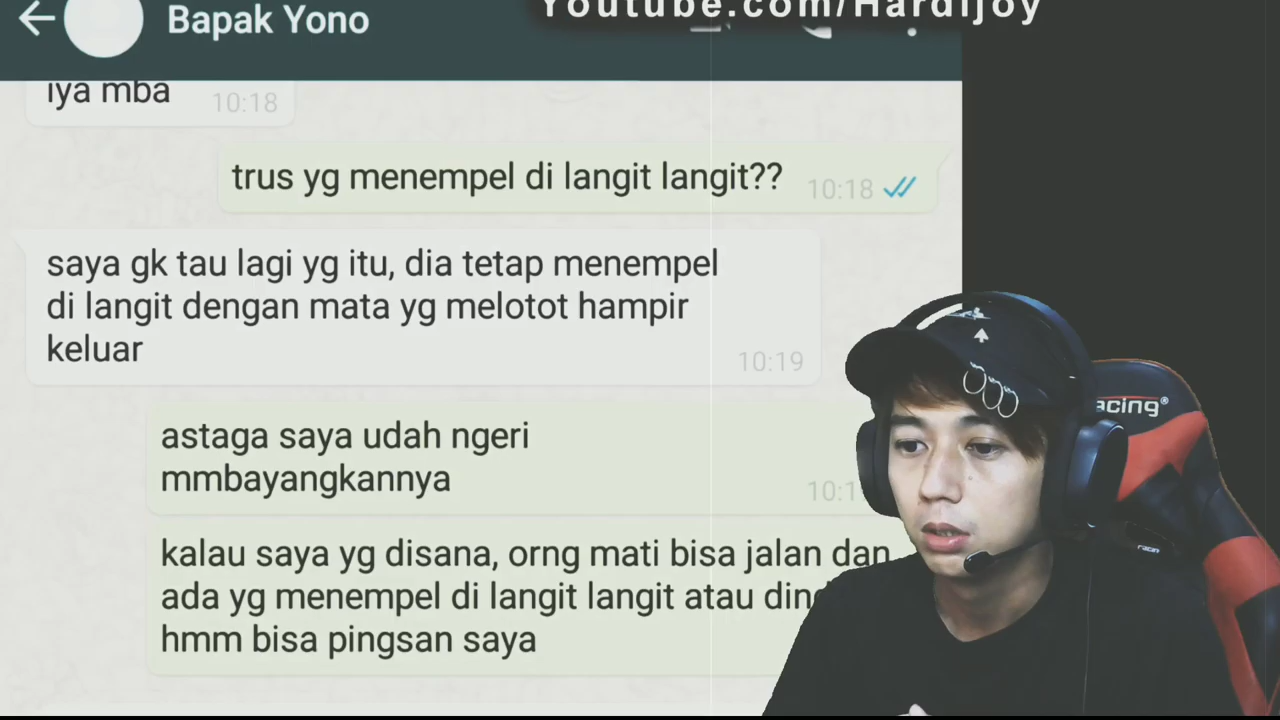 Youtube.com/Hardijoy
Bapak Yono
iya mba
10:18
trus yg menempel di langit langit??
10:18
saya gk tau lagi yg itu, dia tetap menempel
di langit dengan mata yg melotot hampir
keluar
10:19
astaga saya udah ngeri
mmbayangkannya
kalau saya yg disana, orng mati bisa jalan dan
ada yg menempel di langit langit atau
hmm bisa pingsan saya
acing®